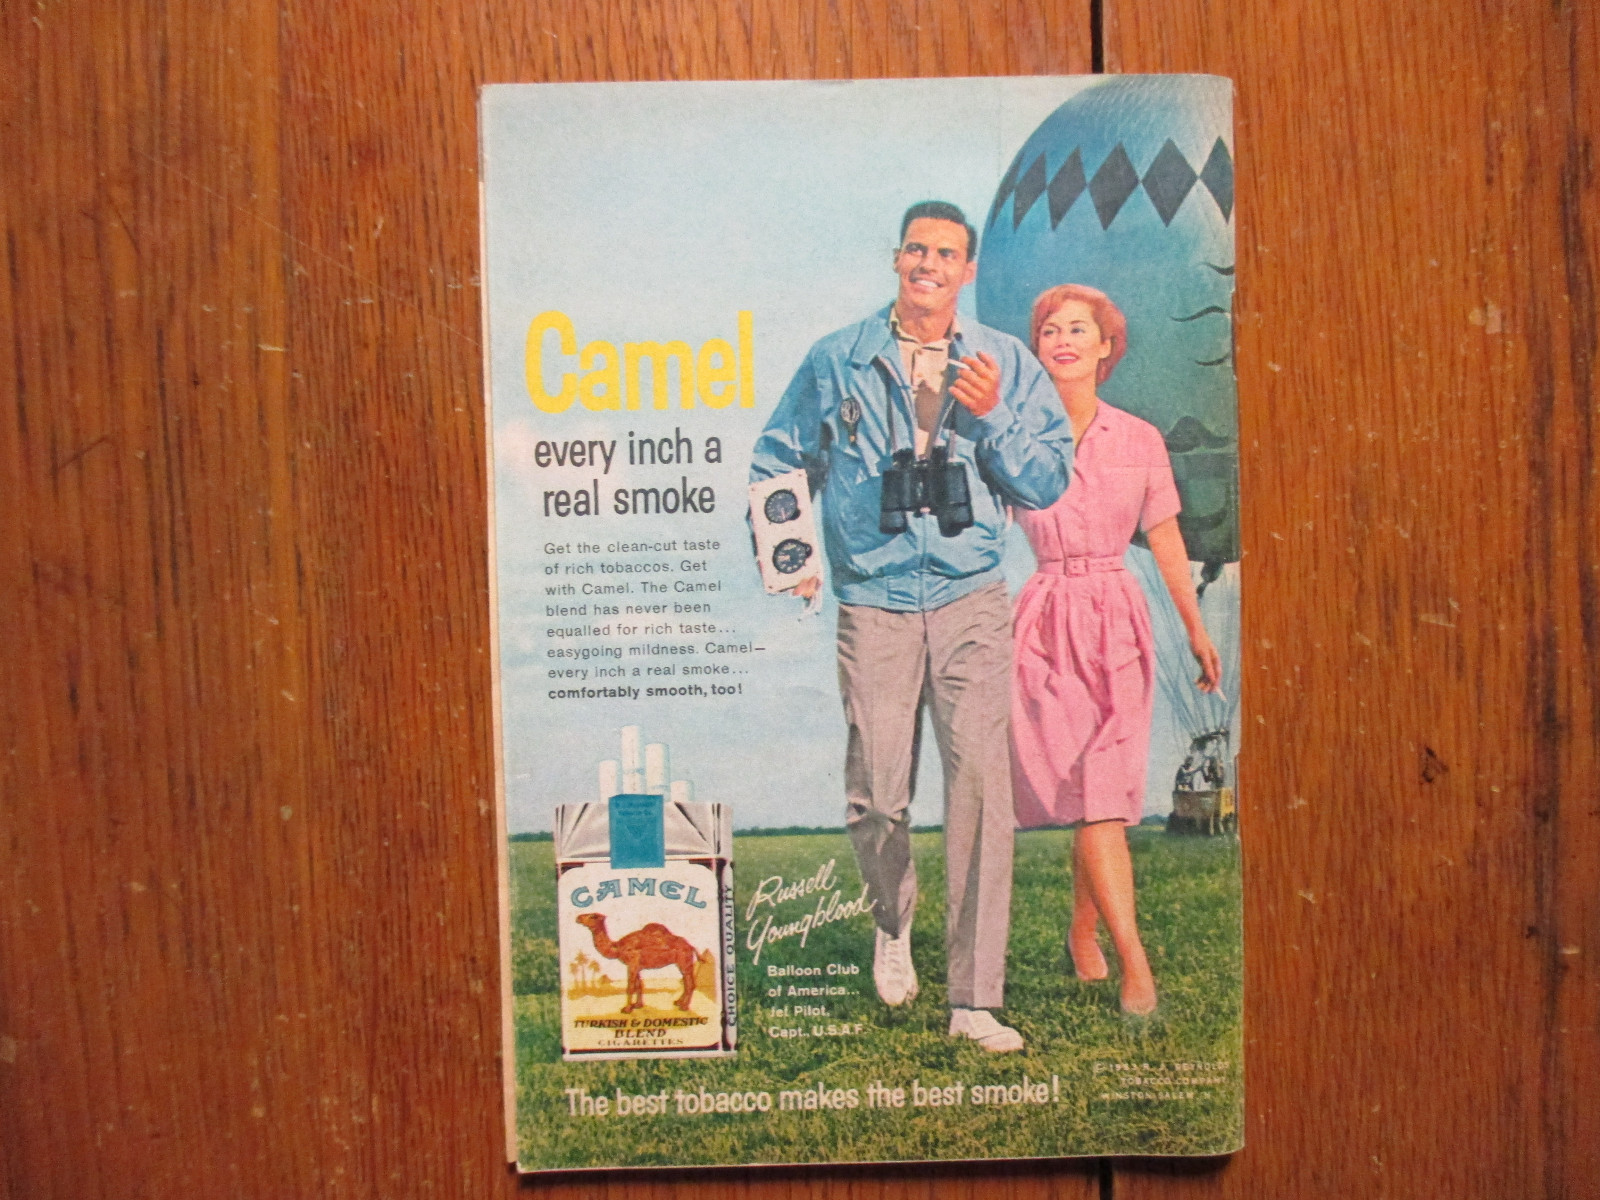 Camel
every inch a
real smoke
Get the clean-cut taste
of rich tobaccos. Get
with Camel. The Camel
blend has never been
equalled for rich taste...
easygoing mildness. Camel—
every inch a real smoke...
comfortably smooth, too!
CAMEL
TURKISH & DOMESTIC
BLEND
CIGARETTES
CHOICE QUALITY
Russell
Youngblood
Balloon Club
of America...
Jet Pilot,
Capt., U.S.A.F.
The best tobacco makes the best smoke!
R. J. REYNOLDS
TOBACCO COMPANY
WINSTON-SALEM, N.